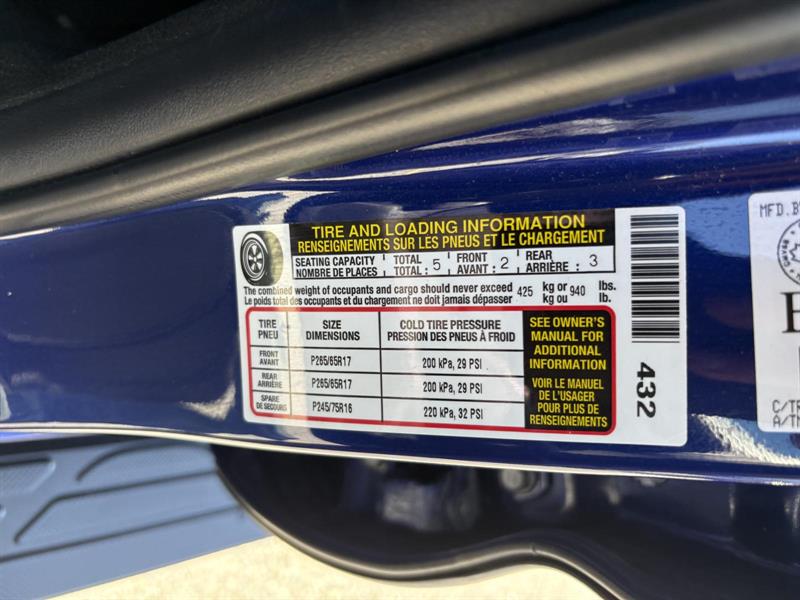 TIRE AND LOADING INFORMATION
RENSEIGNEMENTS SUR LES PNEUS ET LE CHARGEMENT
SEATING CAPACITY TOTAL 5 FRONT 2 REAR 3
NOMBRE DE PLACES TOTAL: AVANT: ARRIÈRE:
The combined weight of occupants and cargo should never exceed 425 kg or 940 lbs.
Le poids total des occupants et du chargement ne doit jamais dépasser kg ou lb.
TIRE SIZE COLD TIRE PRESSURE
PNEU DIMENSIONS PRESSION DES PNEUS À FROID
FRONT
AVANT P265/65R17 200 kPa, 29 PSI
REAR
ARRIÈRE P265/65R17 200 kPa, 29 PSI
SPARE
DE SECOURS P245/75R16 220 kPa, 32 PSI
SEE OWNER'S
MANUAL FOR
ADDITIONAL
INFORMATION
VOIR LE MANUEL
DE L'USAGER
POUR PLUS DE
RENSEIGNEMENTS
432
MFD.
C/TR
A/TN